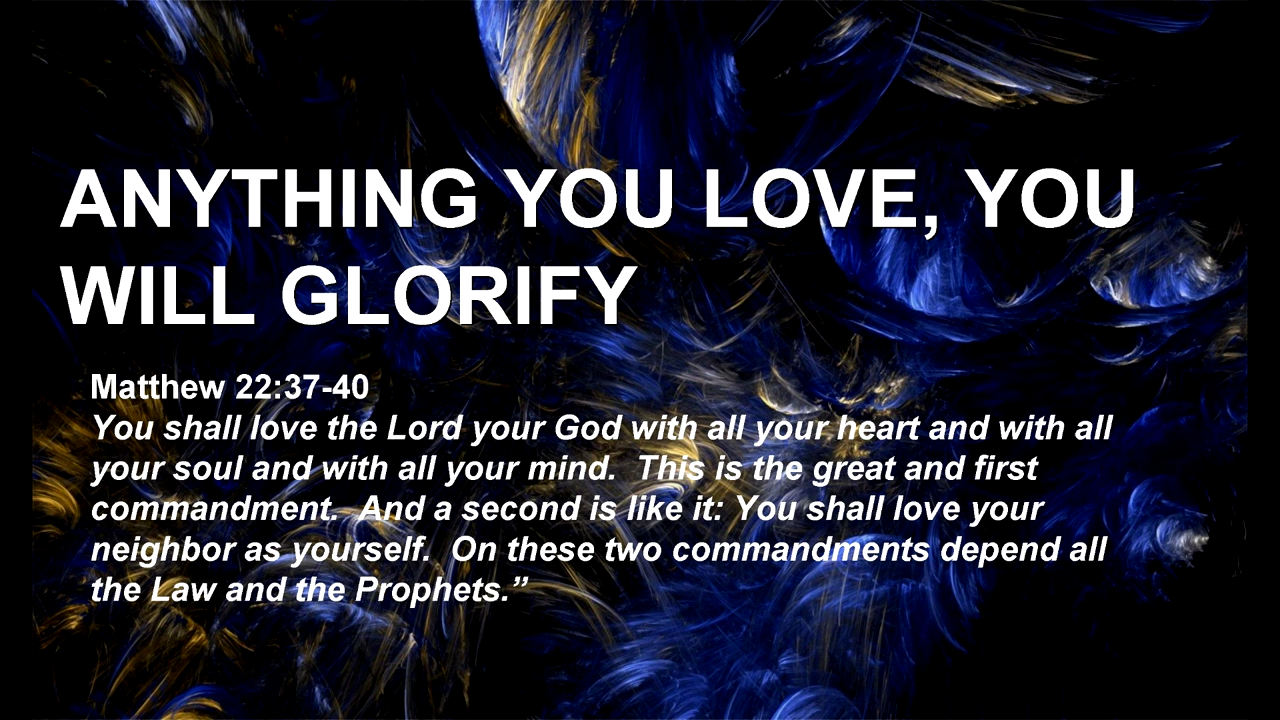 ANYTHING YOU LOVE, YOU
WILL GLORIFY
Matthew 22:37-40
You shall love the Lord your God with all your heart and with all
your soul and with all your mind.  This is the great and first
commandment.  And a second is like it: You shall love your
neighbor as yourself.  On these two commandments depend all
the Law and the Prophets.”